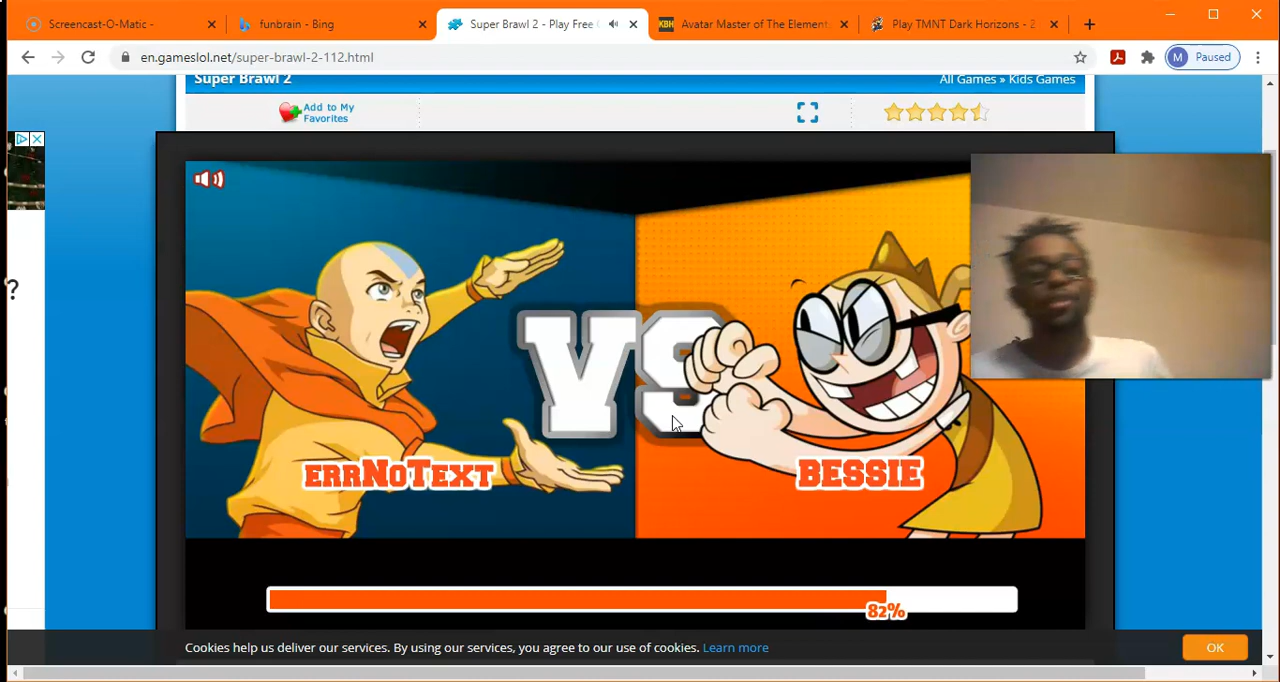 Screencast-O-Matic -
funbrain - Bing
Super Brawl 2 - Play Free
KBH
Avatar Master of The Element
Play TMNT Dark Horizons - 2
en.gameslol.net/super-brawl-2-112.html
M Paused
Super Brawl 2
All Games » Kids Games
Add to My
Favorites
?
VS
errNoText
BESSIE
82%
Cookies help us deliver our services. By using our services, you agree to our use of cookies. Learn more
OK